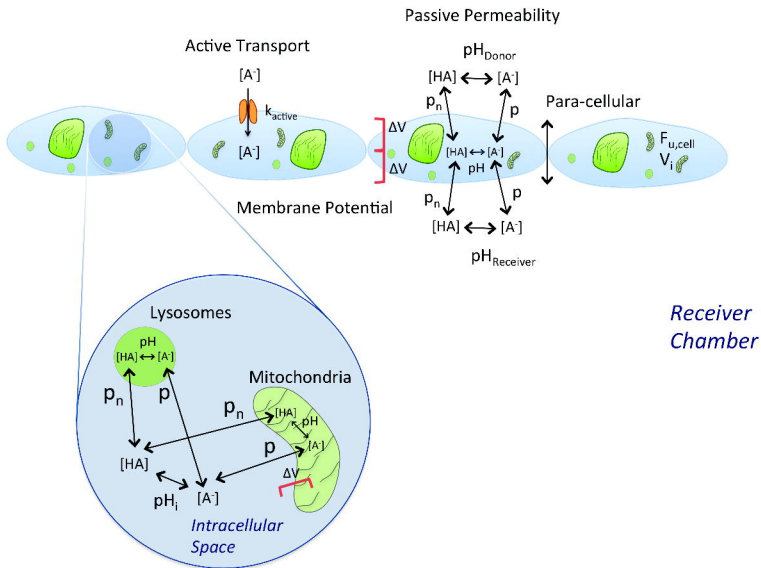 Passive Permeability
Active Transport
pH_Donor
[A⁻]
[HA] [A⁻]
k_active
p_n p
Para-cellular
ΔV
[A⁻]
[HA] [A⁻]
pH
F_u,cell
V_i
ΔV
p_n p
Membrane Potential
[HA] [A⁻]
pH_Receiver
Receiver
Chamber
Lysosomes
pH
[HA] [A⁻]
Mitochondria
p_n p
p_n
[HA]
pH
[A⁻]
p
[HA]
ΔV
pH_i
[A⁻]
Intracellular
Space